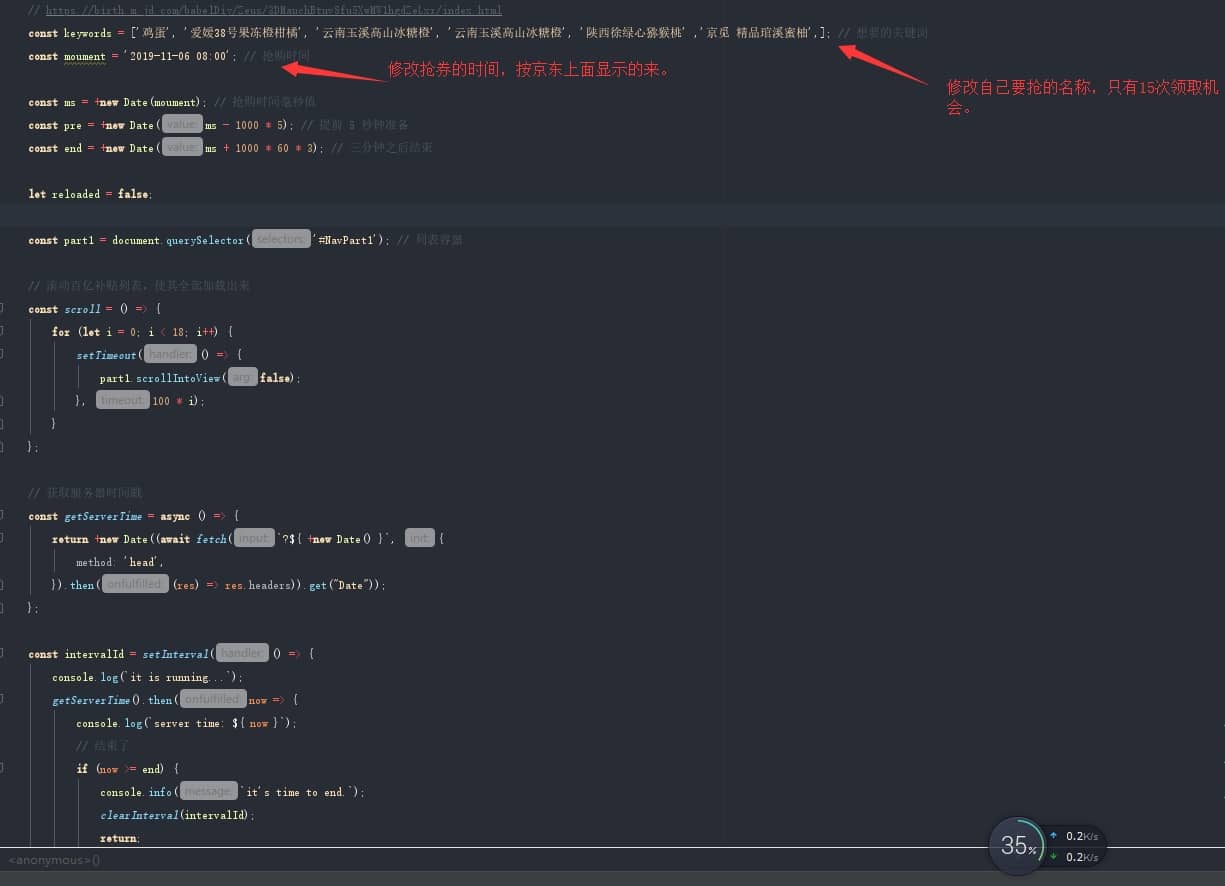 // https://birth.m.jd.com/babelDiy/Zeus/
const keywords = ['鸡蛋', '爱媛38号果冻橙柑橘', '云南玉溪高山冰糖橙', '云南玉溪高山冰糖橙', '陕西徐绿心猕猴桃' ,'京觅 精品琯溪蜜柚',]; // 想要的关键词
const moument = '2019-11-06 08:00'; // 抢购时间
修改抢券的时间，按京东上面显示的来。
修改自己要抢的名称，只有15次领取机
会。
const ms = +new Date(moument); // 抢购时间毫秒值
const pre = +new Date( value: ms - 1000 * 5); // 提前 5 秒钟准备
const end = +new Date( value: ms + 1000 * 60 * 3); // 三分钟之后结束
let reloaded = false;
const part1 = document.querySelector( selectors: '#NavPart1'); // 列表容器
// 滚动百亿补贴列表，使其全部加载出来
const scroll = () => {
for (let i = 0; i < 18; i++) {
setTimeout( handler: () => {
part1.scrollIntoView( arg: false);
}, timeout: 100 * i);
}
};
// 获取服务器时间戳
const getServerTime = async () => {
return +new Date((await fetch( input: `?${ +new Date() }`, init: {
method: 'head',
}).then( onfulfilled: (res) => res.headers)).get("Date"));
};
const intervalId = setInterval( handler: () => {
console.log(`it is running...`);
getServerTime().then( onfulfilled: now => {
console.log(`server time: ${ now }`);
// 结束了
if (now >= end) {
console.info( message: `it's time to end.`);
clearInterval(intervalId);
return;
35%
0.2K/s
0.2K/s
<anonymous>()